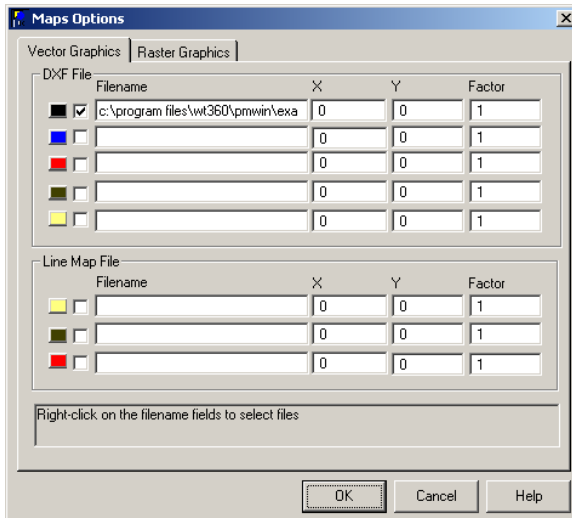 Maps Options
Vector Graphics Raster Graphics
DXF File
Filename X Y Factor
c:\program files\wt360\pmwin\exa 0 0 1
0 0 1
0 0 1
0 0 1
0 0 1
Line Map File
Filename X Y Factor
0 0 1
0 0 1
0 0 1
Right-click on the filename fields to select files
OK Cancel Help